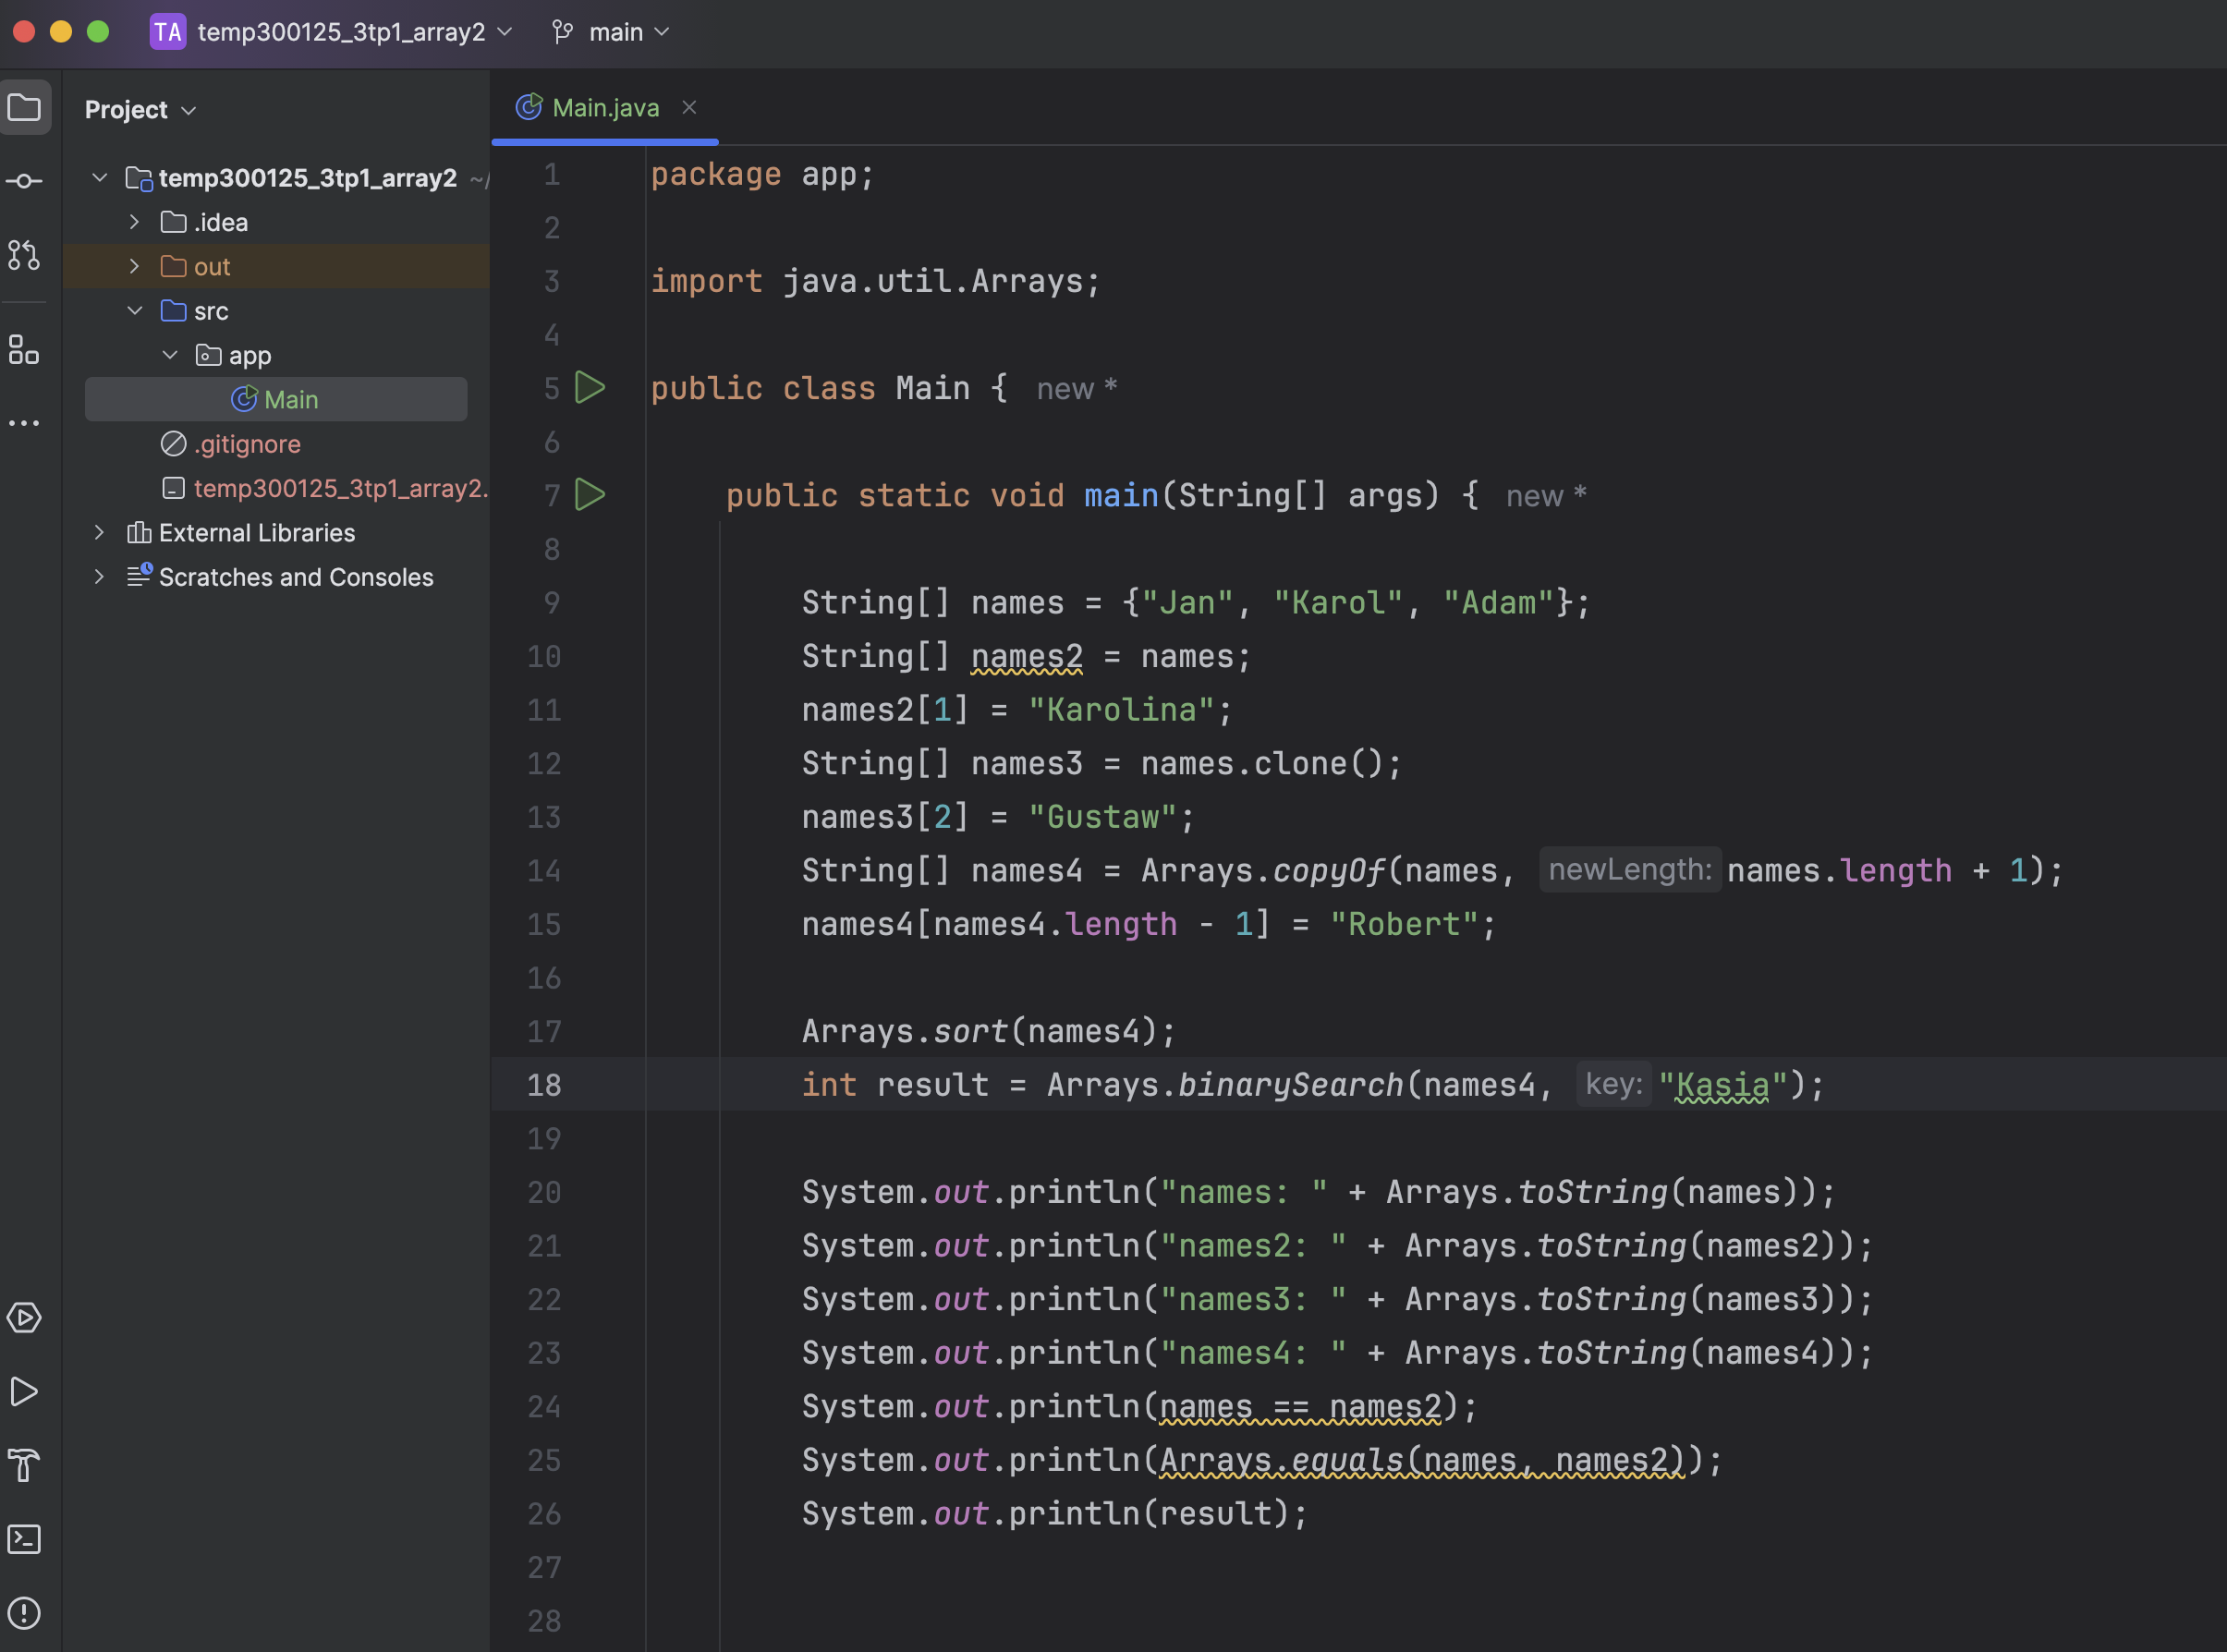 TA temp300125_3tp1_array2 main
Project
temp300125_3tp1_array2 ~/
.idea
out
src
app
Main
.gitignore
temp300125_3tp1_array2.
External Libraries
Scratches and Consoles
Main.java
1 package app;
2
3 import java.util.Arrays;
4
5 public class Main { new *
6
7 public static void main(String[] args) { new *
8
9 String[] names = {"Jan", "Karol", "Adam"};
10 String[] names2 = names;
11 names2[1] = "Karolina";
12 String[] names3 = names.clone();
13 names3[2] = "Gustaw";
14 String[] names4 = Arrays.copyOf(names, newLength: names.length + 1);
15 names4[names4.length - 1] = "Robert";
16
17 Arrays.sort(names4);
18 int result = Arrays.binarySearch(names4, key: "Kasia");
19
20 System.out.println("names: " + Arrays.toString(names));
21 System.out.println("names2: " + Arrays.toString(names2));
22 System.out.println("names3: " + Arrays.toString(names3));
23 System.out.println("names4: " + Arrays.toString(names4));
24 System.out.println(names == names2);
25 System.out.println(Arrays.equals(names, names2));
26 System.out.println(result);
27
28